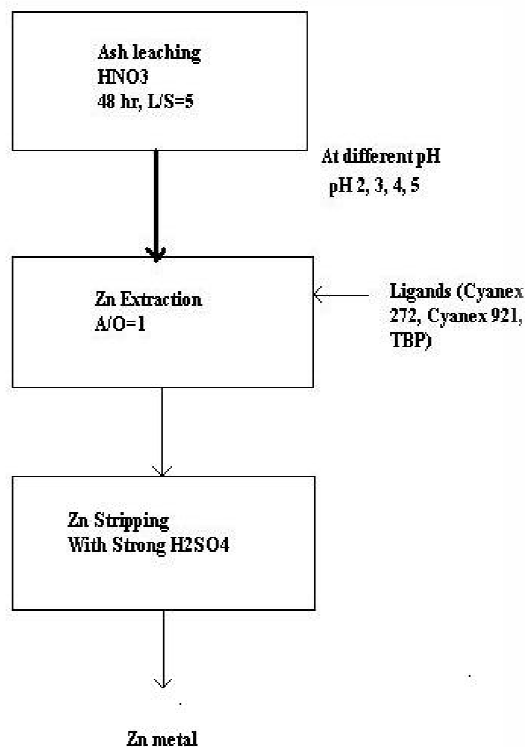 Ash leaching
HNO3
48 hr, L/S=5
At different pH
pH 2, 3, 4, 5
Zn Extraction
A/O=1
Ligands (Cyanex
272, Cyanex 921,
TBP)
Zn Stripping
With Strong H2SO4
Zn metal